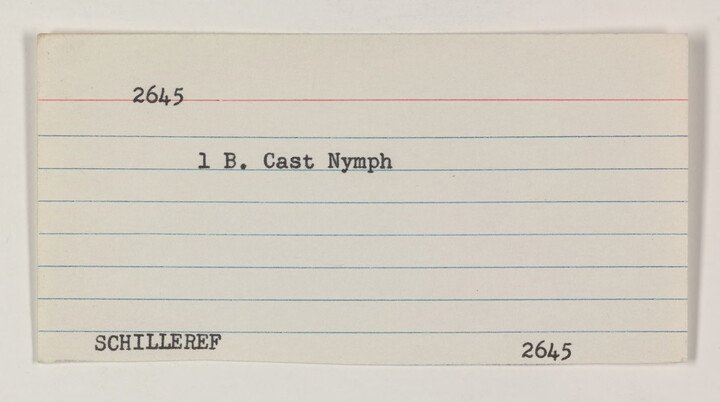 2645
1 B. Cast Nymph
SCHILLEREF
2645